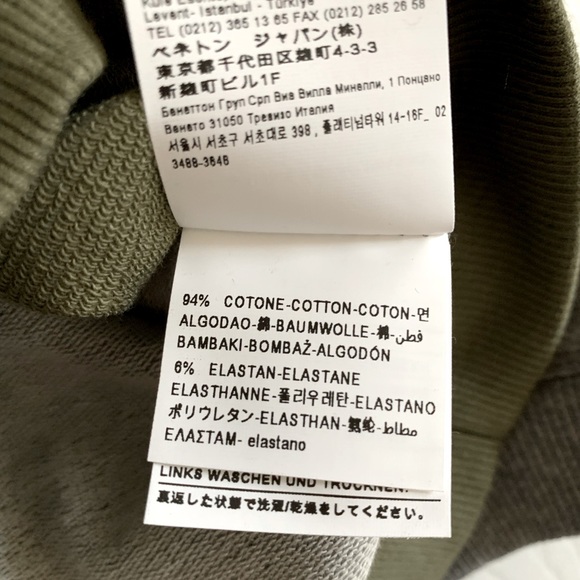 Levent- Istanbul - Türkiye
TEL (0212) 365 13 65 FAX (0212) 285 26 58
ベネトン ジャパン(株)
東京都千代田区麹町4-3-3
新麹町ビル1F
Бенеттон Груп Срл Виа Вилла Минелли, 1 Понцано
Венето 31050 Тревизо Италия
서울시 서초구 서초대로 398 , 플래티넘타워 14-16F_ 02
3488-3646
94% COTONE-COTTON-COTON-면
ALGODAO-綿-BAUMWOLLE-棉-قطن
BAMBAKI-BOMBAŻ-ALGODÓN
6% ELASTAN-ELASTANE
ELASTHANNE-폴리우레탄-ELASTANO
ポリウレタン-ELASTHAN-氨纶-مطاط
ΕΛΑΣΤΑΜ- elastano
LINKS WASCHEN UND TROCKNEN.
裏返した状態で洗濯/乾燥をしてください。